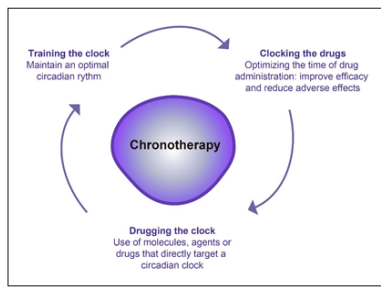 Training the clock
Maintain an optimal
circadian rythm
Clocking the drugs
Optimizing the time of drug
administration: improve efficacy
and reduce adverse effects
Chronotherapy
Drugging the clock
Use of molecules, agents or
drugs that directly target a
circadian clock